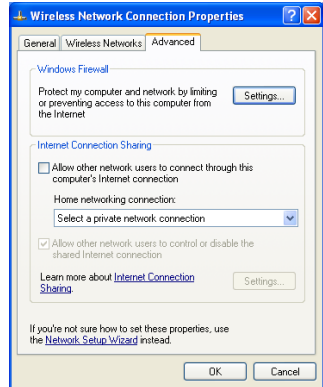 Wireless Network Connection Properties
General Wireless Networks Advanced
Windows Firewall
Protect my computer and network by limiting
or preventing access to this computer from
the Internet
Settings...
Internet Connection Sharing
Allow other network users to connect through this
computer's Internet connection
Home networking connection:
Select a private network connection
Allow other network users to control or disable the
shared Internet connection
Learn more about Internet Connection
Sharing.
Settings...
If you're not sure how to set these properties, use
the Network Setup Wizard instead.
OK Cancel